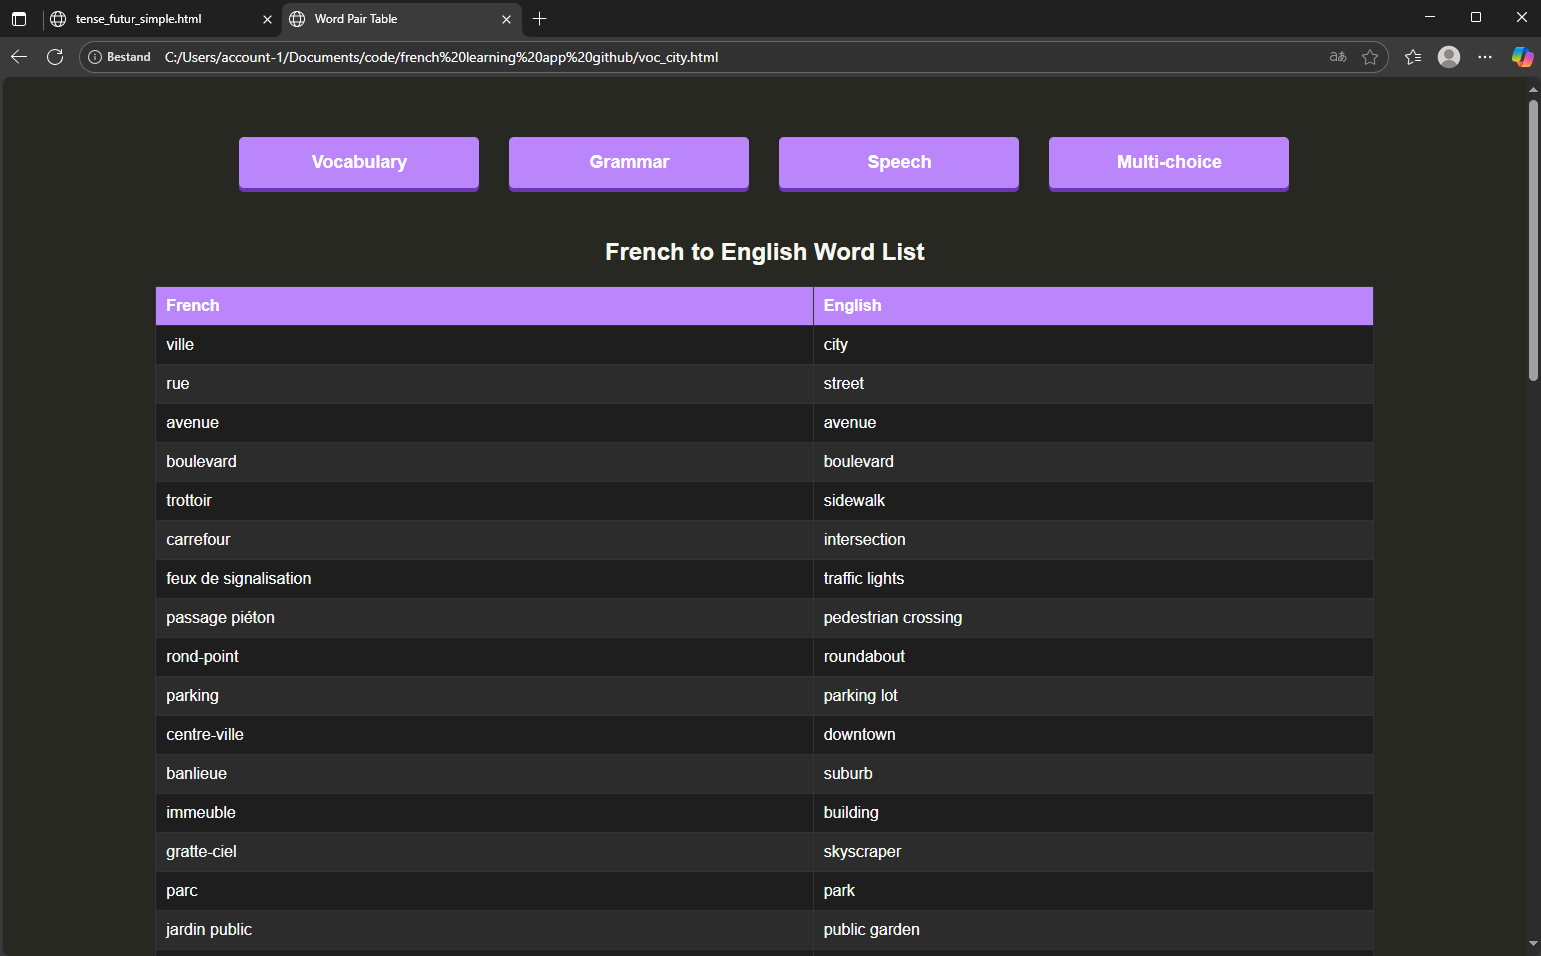 tense_futur_simple.html
Word Pair Table
Bestand C:/Users/account-1/Documents/code/french%20learning%20app%20github/voc_city.html
Vocabulary Grammar Speech Multi-choice
French to English Word List
French English
ville city
rue street
avenue avenue
boulevard boulevard
trottoir sidewalk
carrefour intersection
feux de signalisation traffic lights
passage piéton pedestrian crossing
rond-point roundabout
parking parking lot
centre-ville downtown
banlieue suburb
immeuble building
gratte-ciel skyscraper
parc park
jardin public public garden